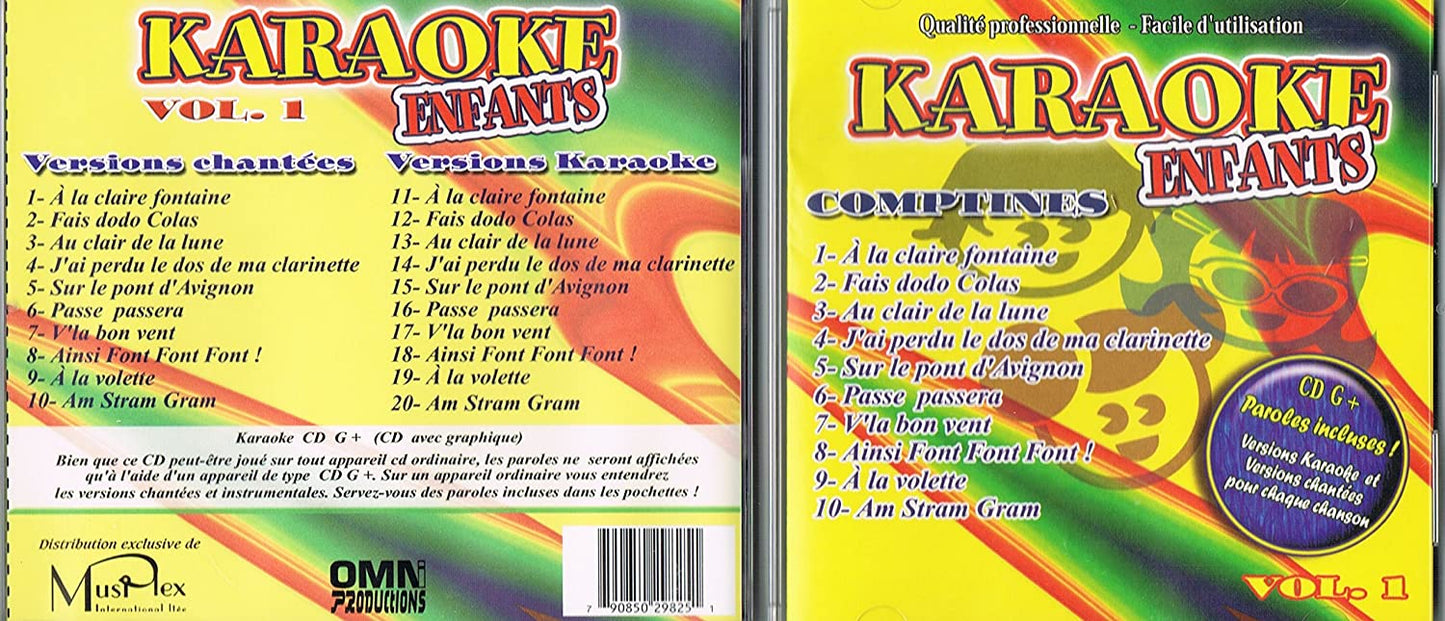 KARAOKE
VOL. 1
ENFANTS
Versions chantées
1- À la claire fontaine
2- Fais dodo Colas
3- Au clair de la lune
4- J'ai perdu le dos de ma clarinette
5- Sur le pont d'Avignon
6- Passe passera
7- V'la bon vent
8- Ainsi Font Font Font !
9- À la volette
10- Am Stram Gram
Versions Karaoke
11- À la claire fontaine
12- Fais dodo Colas
13- Au clair de la lune
14- J'ai perdu le dos de ma clarinette
15- Sur le pont d'Avignon
16- Passe passera
17- V'la bon vent
18- Ainsi Font Font Font !
19- À la volette
20- Am Stram Gram
Karaoke CD G + (CD avec graphique)
Bien que ce CD peut-être joué sur tout appareil cd ordinaire, les paroles ne seront affichées
qu'à l'aide d'un appareil de type CD G +. Sur un appareil ordinaire vous entendrez
les versions chantées et instrumentales. Servez-vous des paroles incluses dans les pochettes !
Distribution exclusive de
MusiPlex
International ltée
OMNi
PRODUCTIONS
7 90850 29825 1
Qualité professionnelle - Facile d'utilisation
KARAOKE
ENFANTS
COMPTINES
1- À la claire fontaine
2- Fais dodo Colas
3- Au clair de la lune
4- J'ai perdu le dos de ma clarinette
5- Sur le pont d'Avignon
6- Passe passera
7- V'la bon vent
8- Ainsi Font Font Font !
9- À la volette
10- Am Stram Gram
CD G +
Paroles incluses !
Versions Karaoke et
Versions chantées
pour chaque chanson
VOL. 1